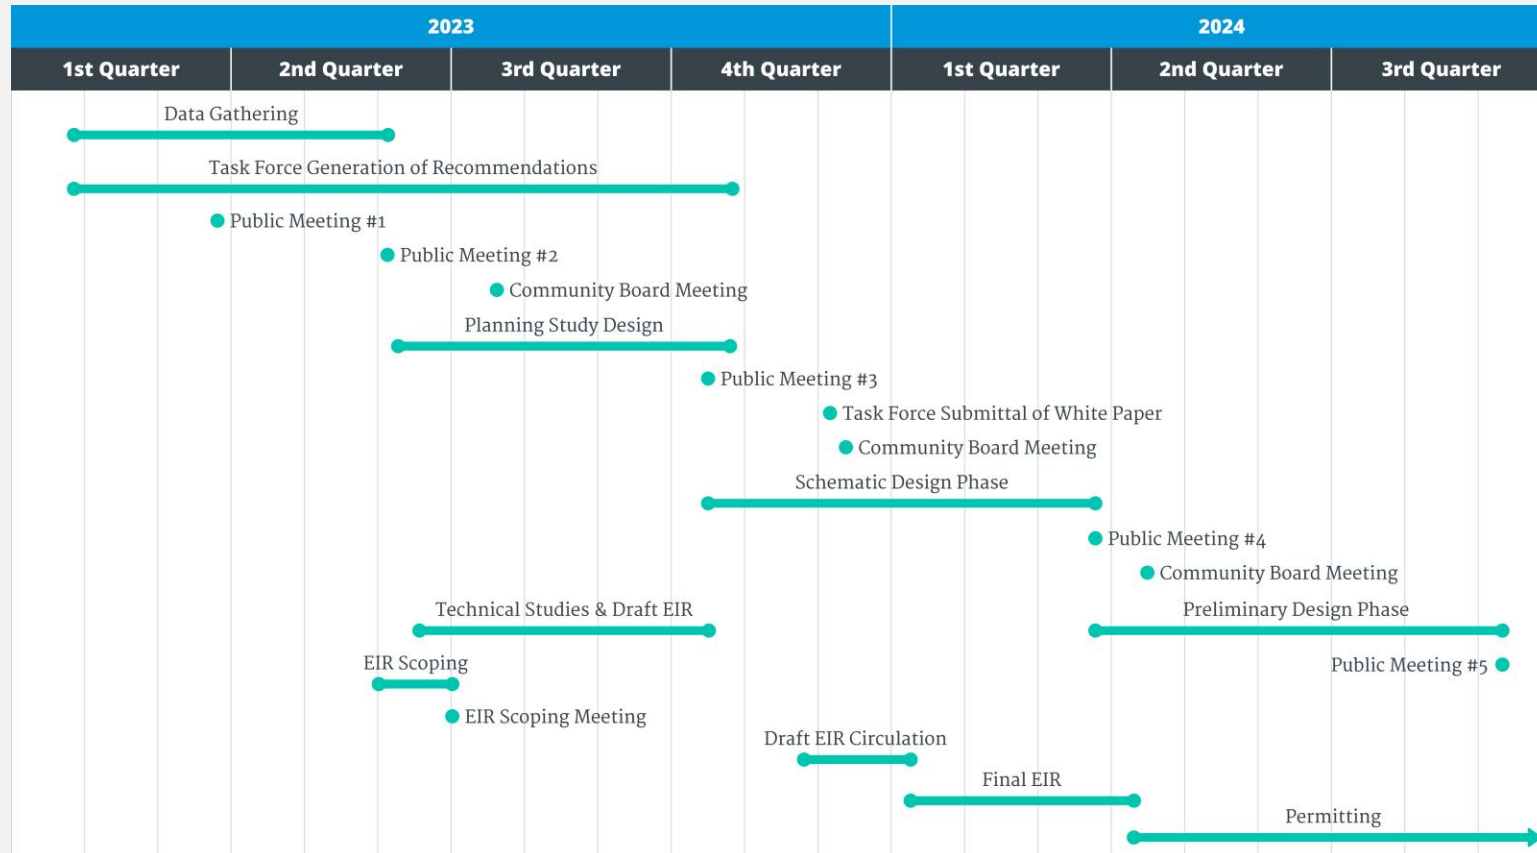 2023
2024
1st Quarter
2nd Quarter
3rd Quarter
4th Quarter
1st Quarter
2nd Quarter
3rd Quarter
Data Gathering
Task Force Generation of Recommendations
Public Meeting #1
Public Meeting #2
Community Board Meeting
Planning Study Design
Public Meeting #3
Task Force Submittal of White Paper
Community Board Meeting
Schematic Design Phase
Public Meeting #4
Community Board Meeting
Technical Studies & Draft EIR
Preliminary Design Phase
EIR Scoping
Public Meeting #5
EIR Scoping Meeting
Draft EIR Circulation
Final EIR
Permitting